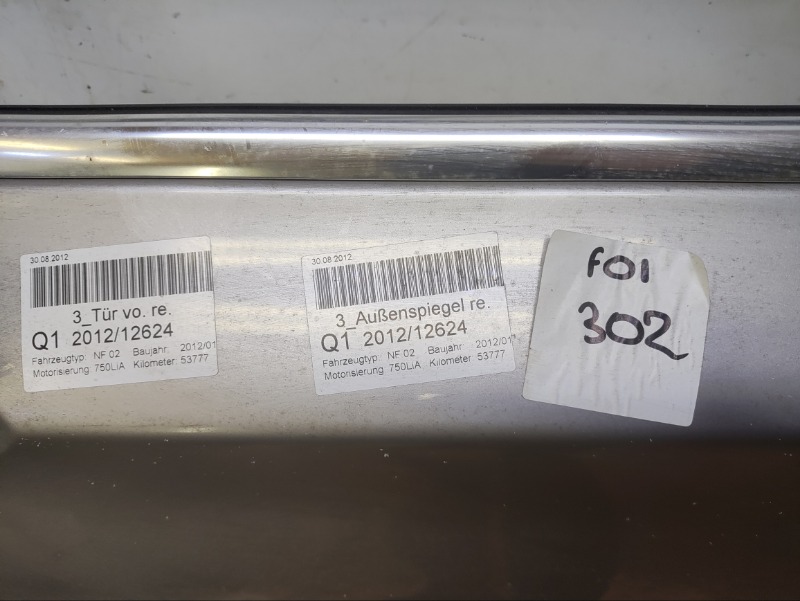 30.08.2012
3_Tür vo. re.
Q1 2012/12624
Fahrzeugtyp: NF 02 Baujahr: 2012/01
Motorisierung 750LiA Kilometer: 53777
30.08.2012
3_Außenspiegel re.
Q1 2012/12624
Fahrzeugtyp: NF 02 Baujahr: 2012/01
Motorisierung 750LiA Kilometer: 53777
F01
302